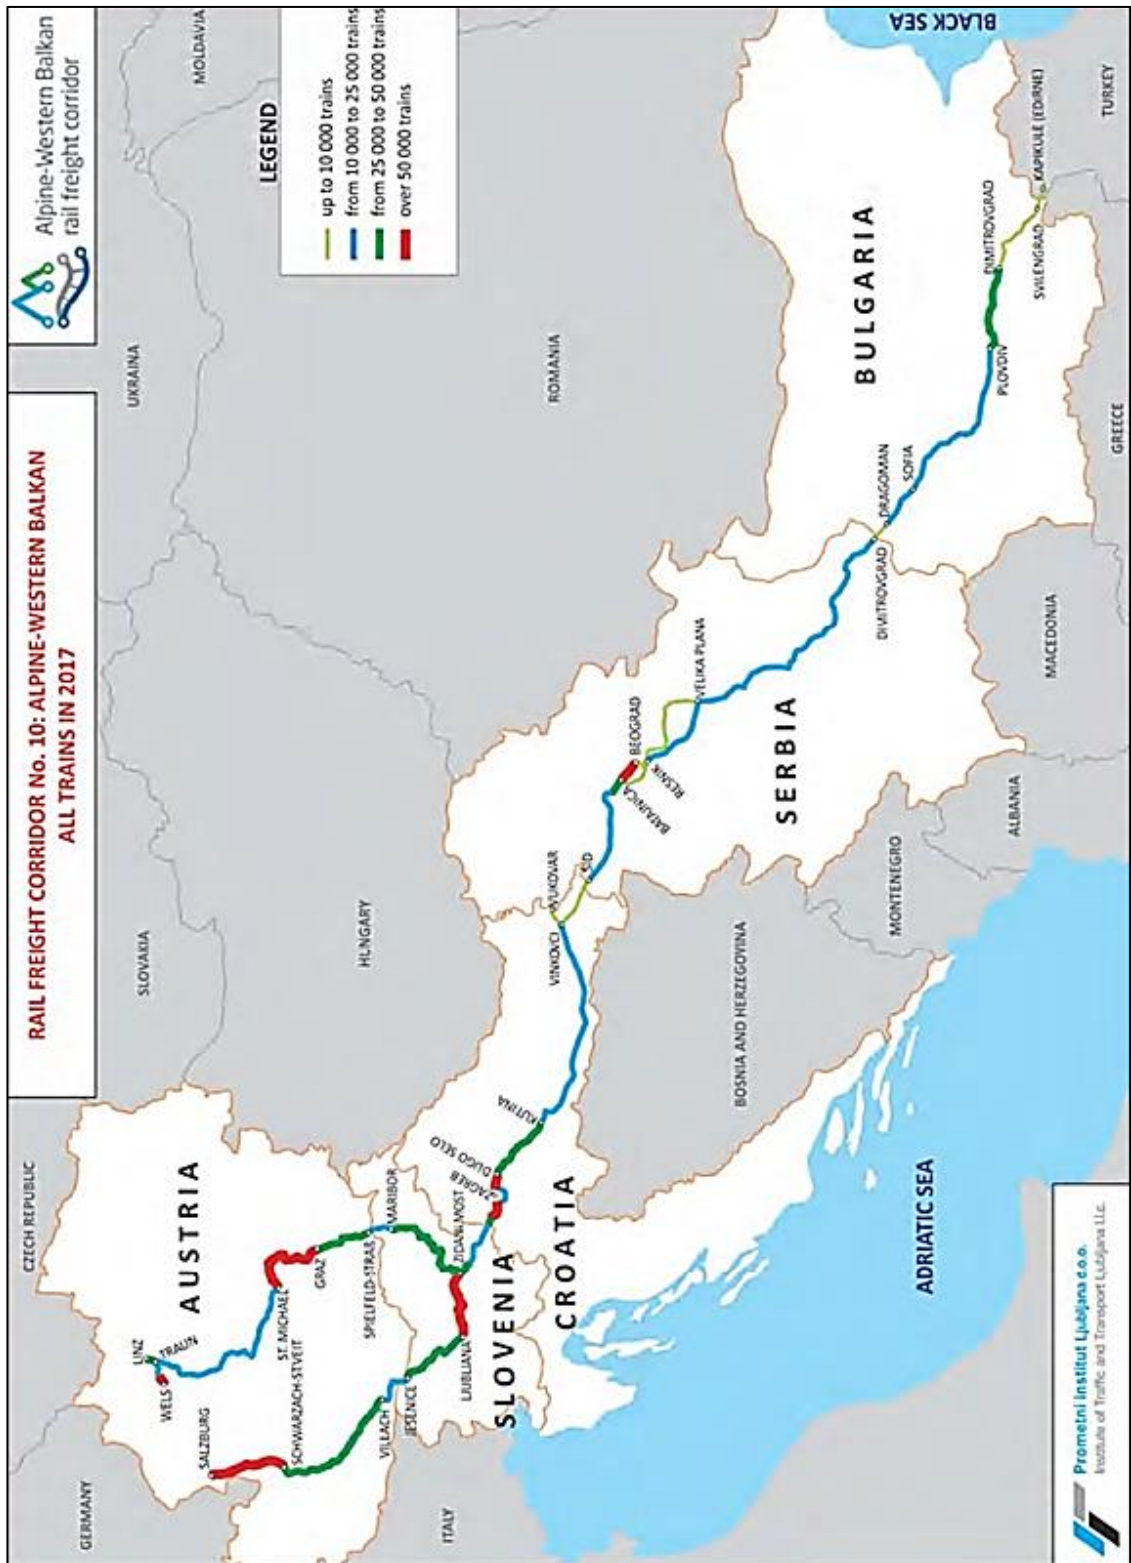 RAIL FREIGHT CORRIDOR No. 10: ALPINE-WESTERN BALKAN
ALL TRAINS IN 2017
Alpine-Western Balkan
rail freight corridor
LEGEND
up to 10 000 trains
from 10 000 to 25 000 trains
from 25 000 to 50 000 trains
over 50 000 trains
GERMANY
CZECH REPUBLIC
SLOVAKIA
UKRAINA
MOLDAVIA
AUSTRIA
LINZ
TRAUN
WELS
SALZBURG
ST. MICHAEL
SCHWARZACH-ST.VEIT
GRAZ
SPIELFELD-STRAß
MARIBOR
VILLACH
JESENICE
LJUBLJANA
ZIDANI MOST
ITALY
SLOVENIA
CROATIA
ZAGREB
DUGO SELO
KUTINA
HUNGARY
VINKOVCI
VUKOVAR
ŠID
ROMANIA
BATAJNICA
BEOGRAD
RESNIK
VELIKA PLANA
SERBIA
DIMITROVGRAD
DRAGOMAN
SOFIA
BULGARIA
PLOVDIV
DIMITROVGRAD
SVILENGRAD
KAPIKULE (EDIRNE)
BLACK SEA
TURKEY
GREECE
MACEDONIA
ALBANIA
MONTENEGRO
BOSNIA AND HERZEGOVINA
ADRIATIC SEA
Prometni institut Ljubljana d.o.o.
Institute of Traffic and Transport Ljubljana Llc.